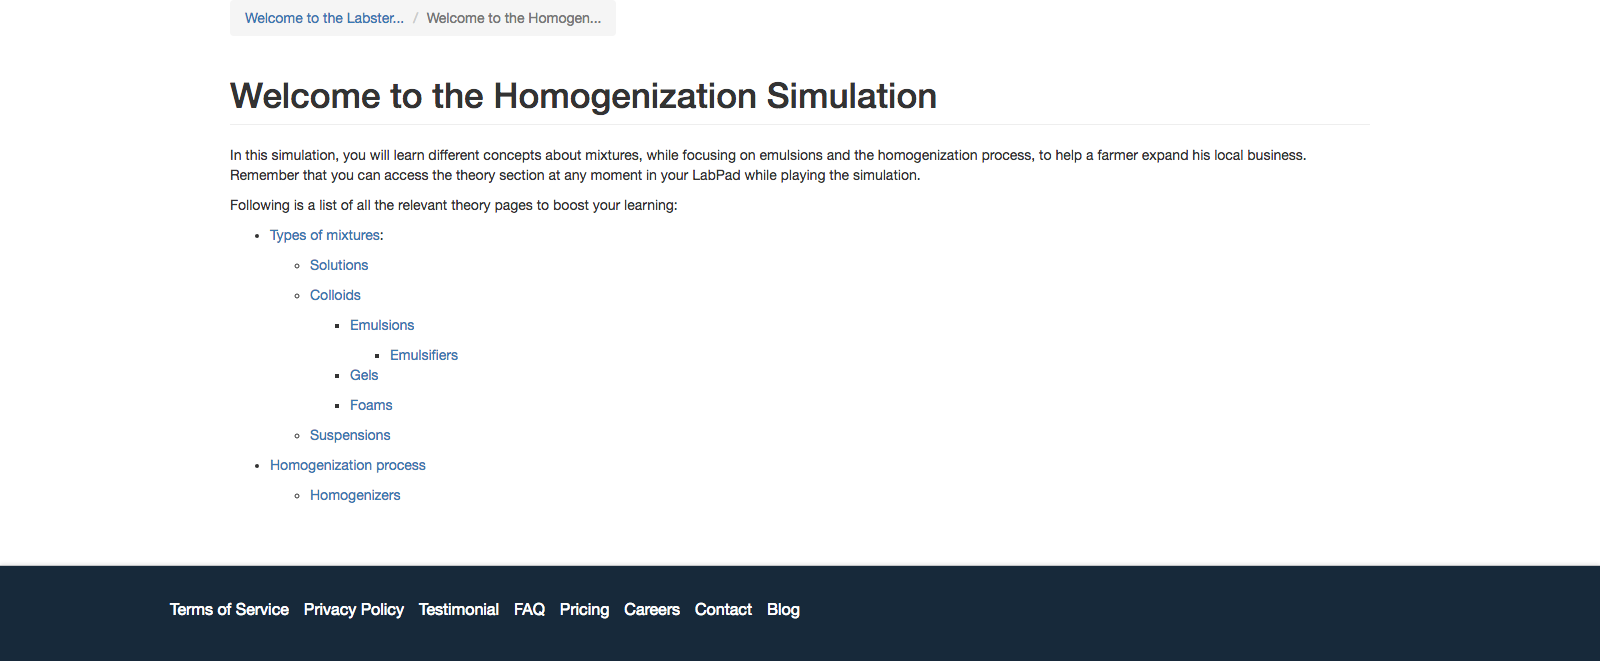 Welcome to the Labster... / Welcome to the Homogen...
Welcome to the Homogenization Simulation
In this simulation, you will learn different concepts about mixtures, while focusing on emulsions and the homogenization process, to help a farmer expand his local business.
Remember that you can access the theory section at any moment in your LabPad while playing the simulation.
Following is a list of all the relevant theory pages to boost your learning:
Types of mixtures:
Solutions
Colloids
Emulsions
Emulsifiers
Gels
Foams
Suspensions
Homogenization process
Homogenizers
Terms of Service Privacy Policy Testimonial FAQ Pricing Careers Contact Blog